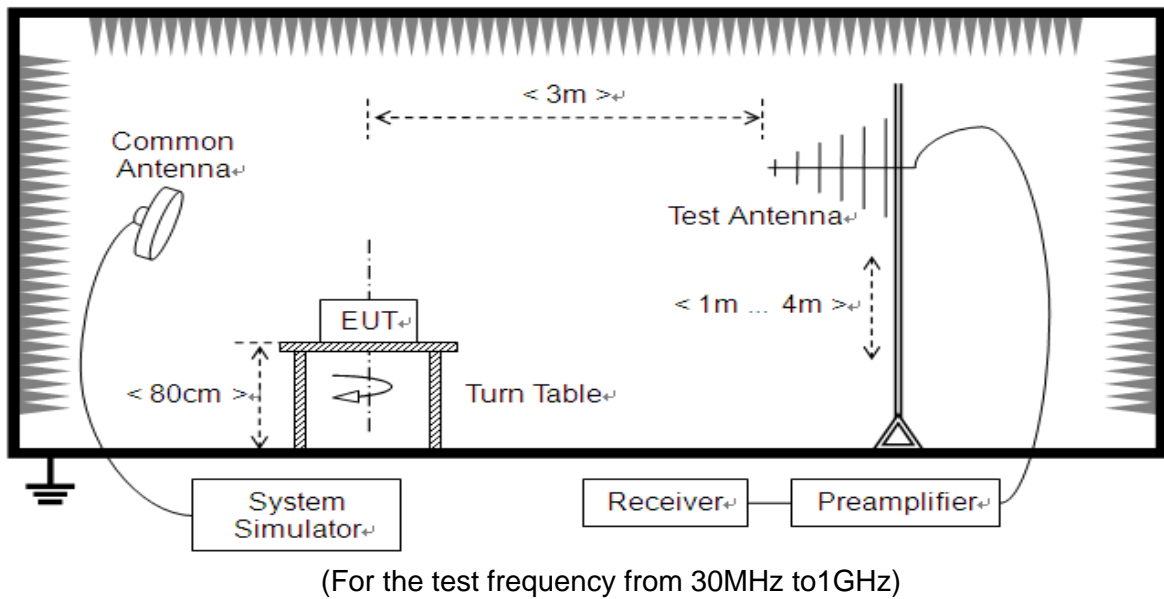 < 3m >↵
Common
Antenna↵
Test Antenna↵
< 1m ... 4m >↵
EUT↵
< 80cm >↵
Turn Table↵
System
Simulator↵
Receiver↵
Preamplifier↵
(For the test frequency from 30MHz to1GHz)